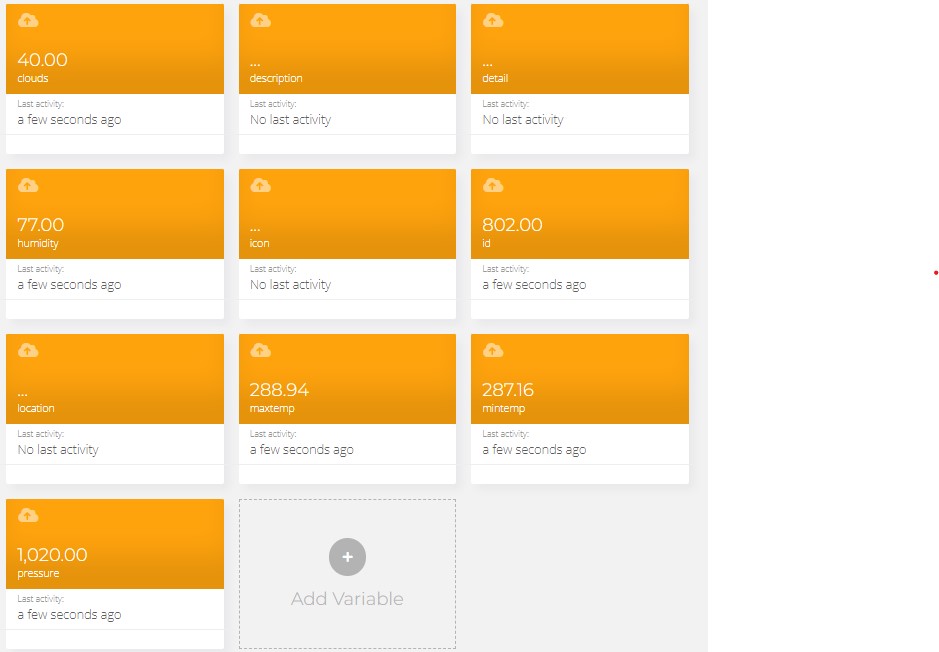 40.00
clouds
Last activity:
a few seconds ago
...
description
Last activity:
No last activity
...
detail
Last activity:
No last activity
77.00
humidity
Last activity:
a few seconds ago
...
icon
Last activity:
No last activity
802.00
id
Last activity:
a few seconds ago
...
location
Last activity:
No last activity
288.94
maxtemp
Last activity:
a few seconds ago
287.16
mintemp
Last activity:
a few seconds ago
1,020.00
pressure
Last activity:
a few seconds ago
Add Variable